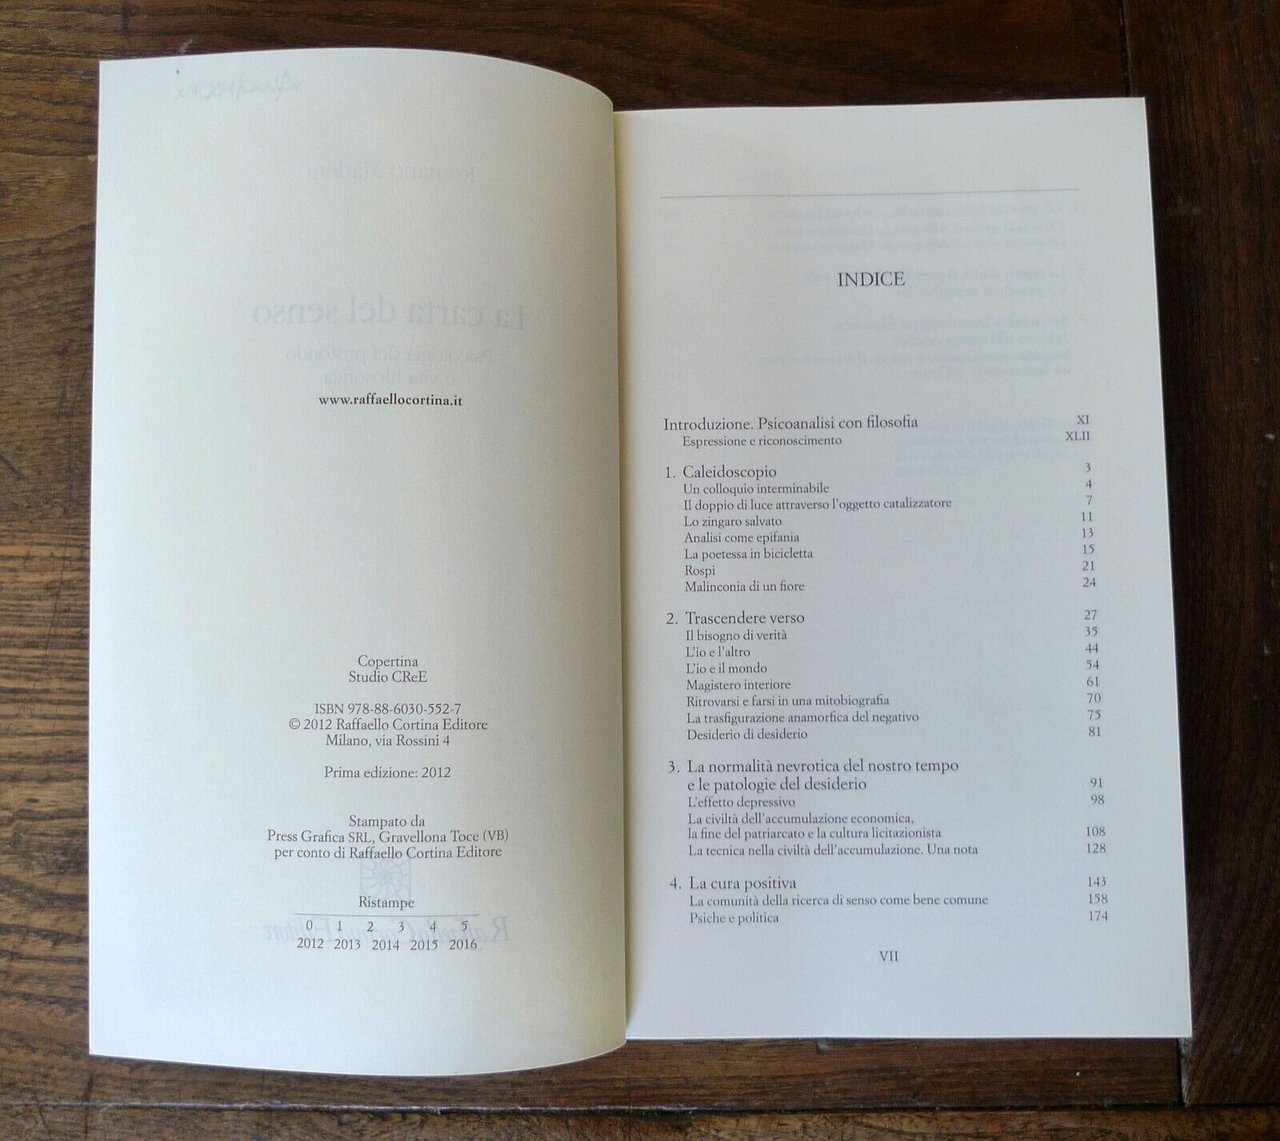 www.raffaellocortina.it
Copertina
Studio CReE
ISBN 978-88-6030-552-7
© 2012 Raffaello Cortina Editore
Milano, via Rossini 4
Prima edizione: 2012
Stampato da
Press Grafica SRL, Gravellona Toce (VB)
per conto di Raffaello Cortina Editore
Ristampe
0 1 2 3 4 5
2012 2013 2014 2015 2016
INDICE
Introduzione. Psicoanalisi con filosofia XI
Espressione e riconoscimento XLII
1. Caleidoscopio 3
Un colloquio interminabile 4
Il doppio di luce attraverso l'oggetto catalizzatore 7
Lo zingaro salvato 11
Analisi come epifania 13
La poetessa in bicicletta 15
Rospi 21
Malinconia di un fiore 24
2. Trascendere verso 27
Il bisogno di verità 35
L'io e l'altro 44
L'io e il mondo 54
Magistero interiore 61
Ritrovarsi e farsi in una mitobiografia 70
La trasfigurazione anamorfica del negativo 75
Desiderio di desiderio 81
3. La normalità nevrotica del nostro tempo
e le patologie del desiderio 91
L'effetto depressivo 98
La civiltà dell'accumulazione economica,
la fine del patriarcato e la cultura licitazionista 108
La tecnica nella civiltà dell'accumulazione. Una nota 128
4. La cura positiva 143
La comunità della ricerca di senso come bene comune 158
Psiche e politica 174
VII